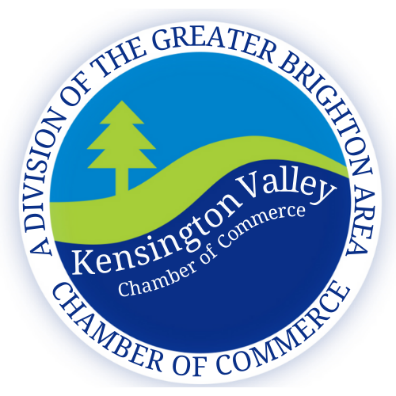 A DIVISION OF THE GREATER BRIGHTON AREA
CHAMBER OF COMMERCE
Kensington Valley
Chamber of Commerce